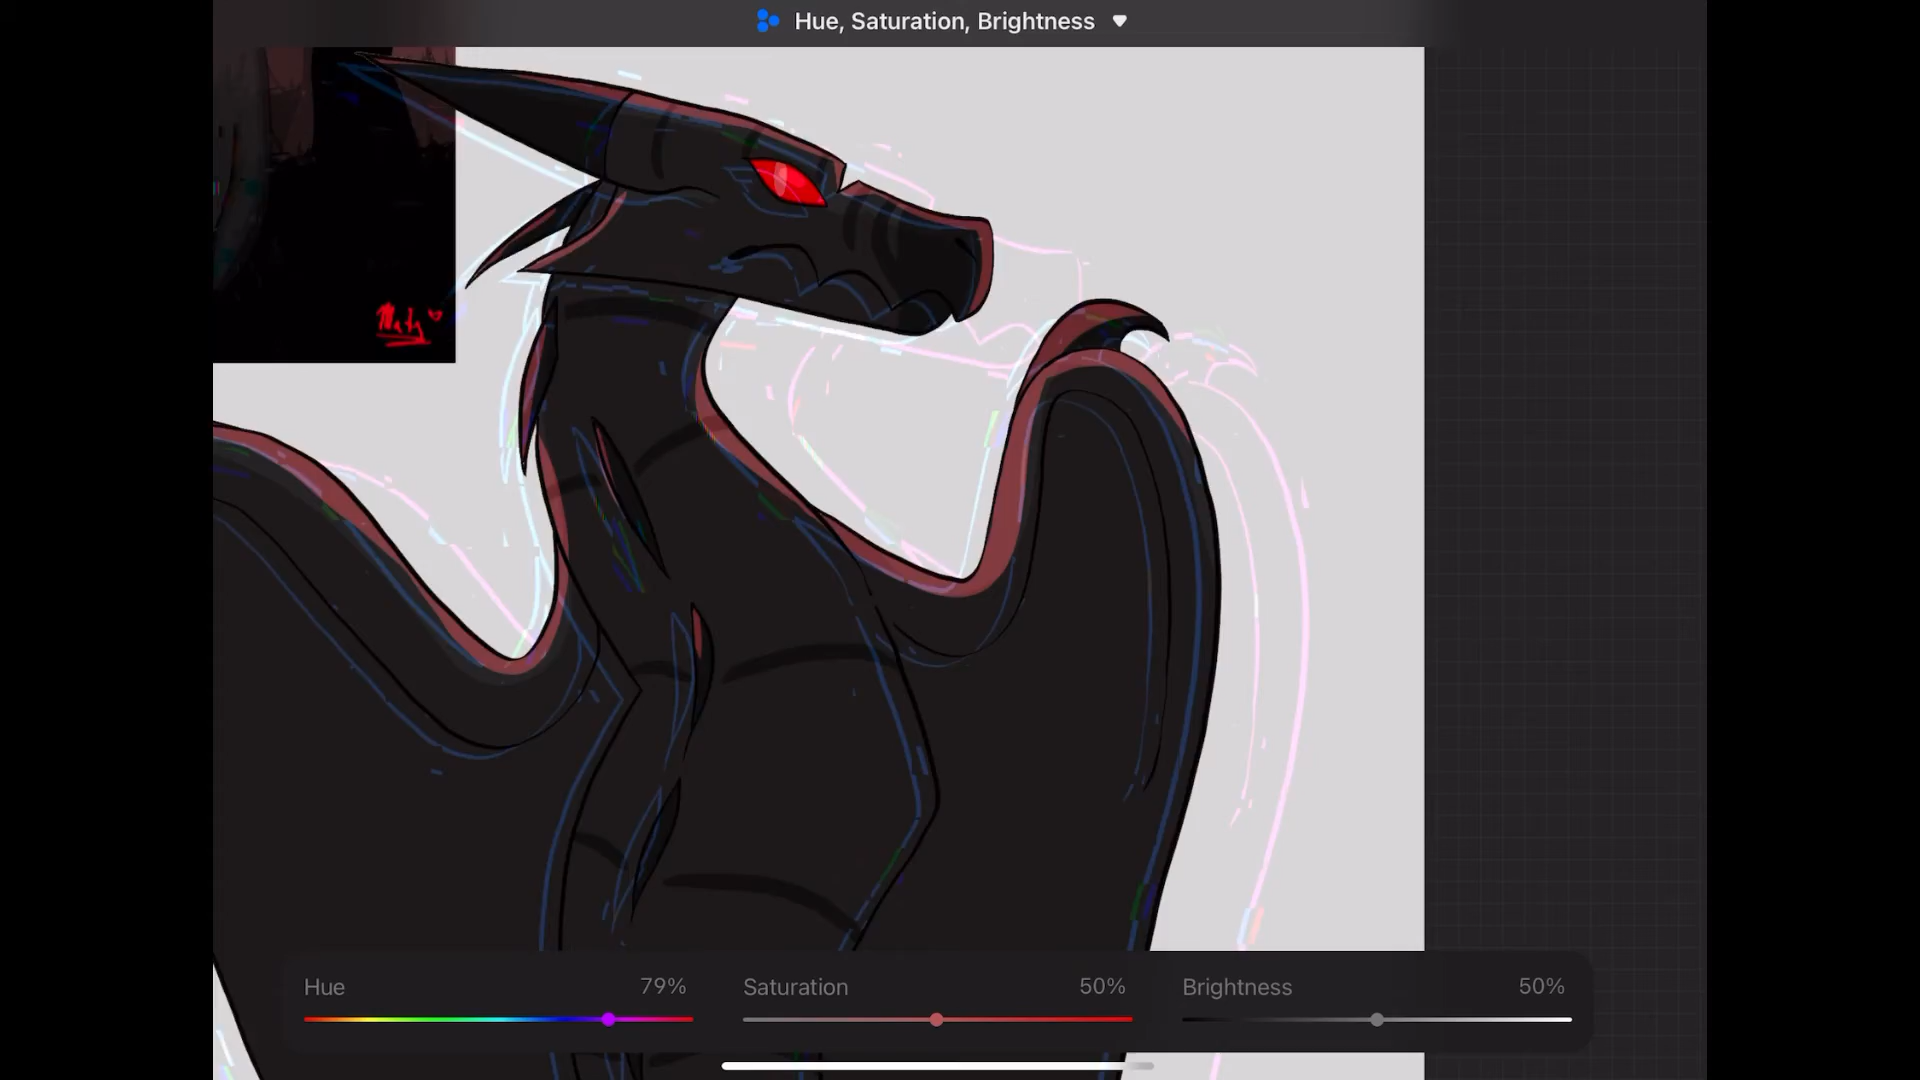 Hue, Saturation, Brightness
Hue 79% Saturation 50% Brightness 50%